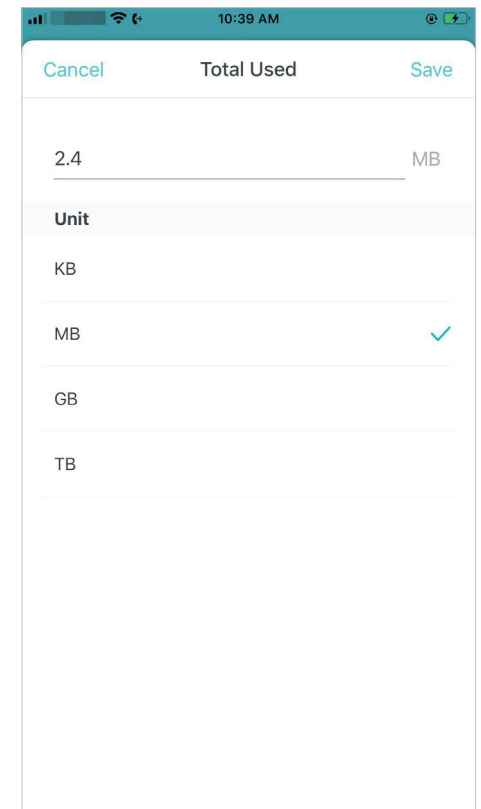 10:39 AM
Cancel Total Used Save
2.4 MB
Unit
KB
MB
GB
TB